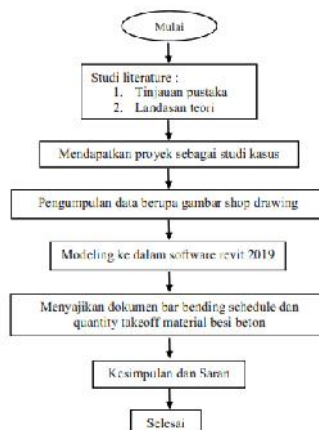 Mulai
Studi literature :
1. Tinjauan pustaka
2. Landasan teori
Mendapatkan proyek sebagai studi kasus
Pengumpulan data berupa gambar shop drawing
Modeling ke dalam software revit 2019
Menyajikan dokumen bar bending schedule dan
quantity takeoff material besi beton
Kesimpulan dan Saran
Selesai